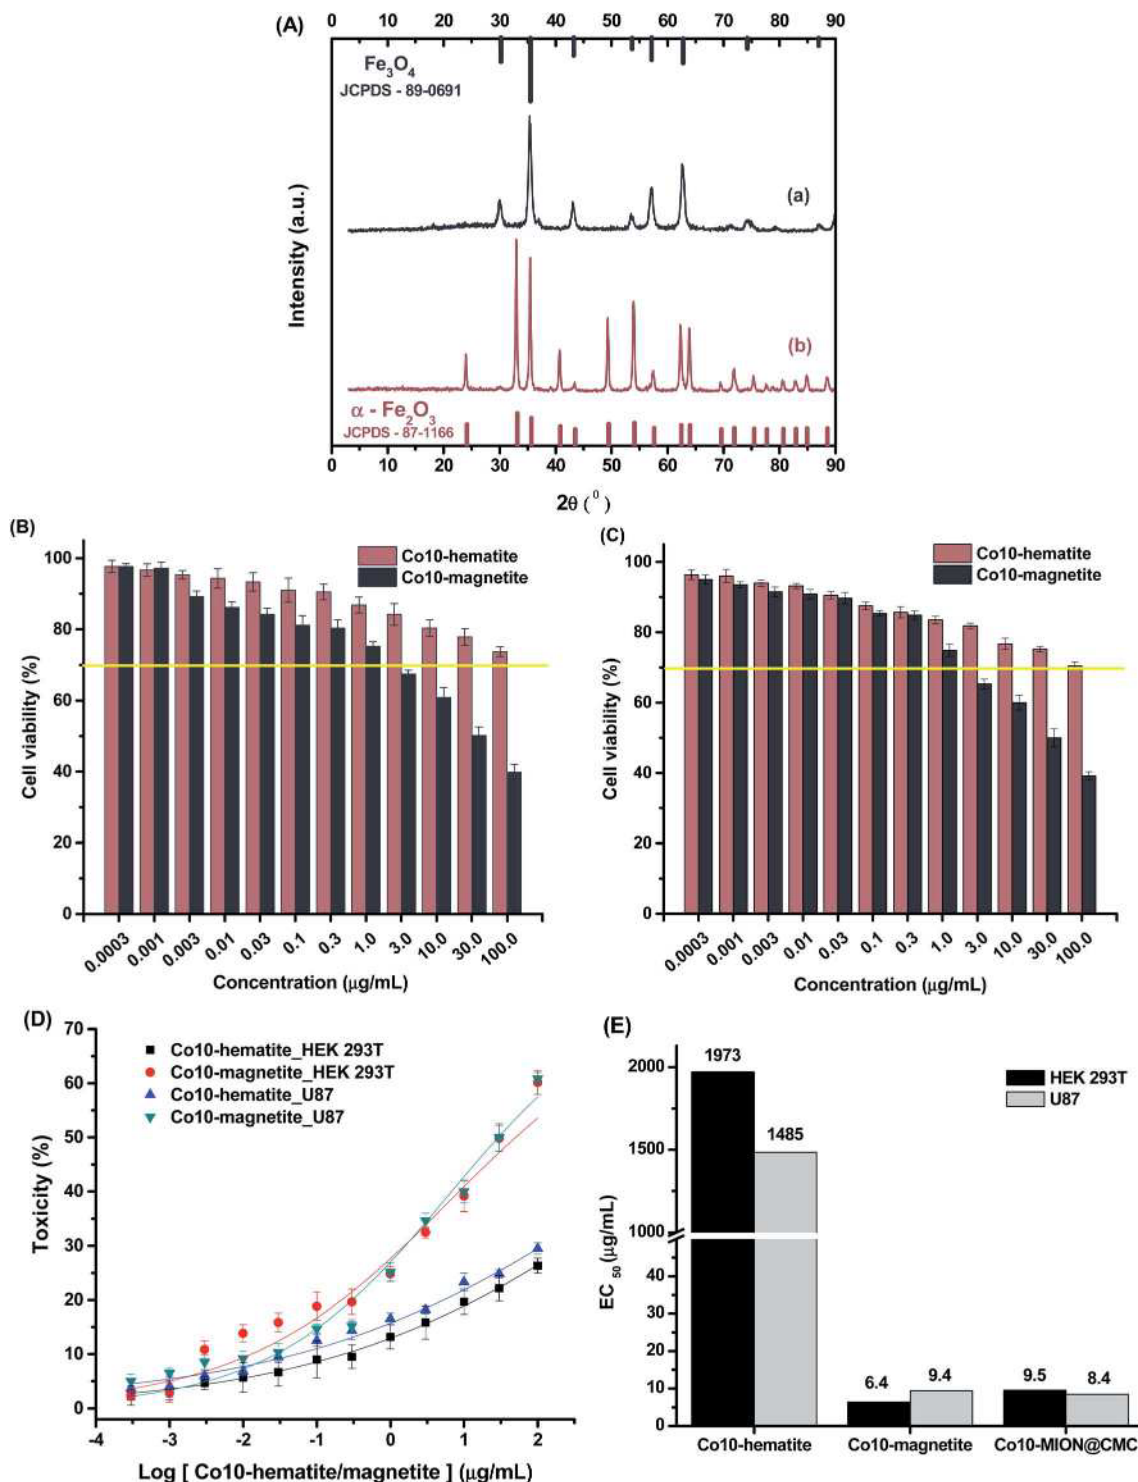 (A)
0 10 20 30 40 50 60 70 80 90
Fe3O4
JCPDS - 89-0691
(a)
Intensity (a.u.)
(b)
α - Fe2O3
JCPDS - 87-1166
0 10 20 30 40 50 60 70 80 90
2θ (0)
(B)
Co10-hematite
Co10-magnetite
100
80
60
40
20
0
Cell viability (%)
0.0003 0.001 0.003 0.01 0.03 0.1 0.3 1.0 3.0 10.0 30.0 100.0
Concentration (µg/mL)
(C)
Co10-hematite
Co10-magnetite
100
80
60
40
20
0
Cell viability (%)
0.0003 0.001 0.003 0.01 0.03 0.1 0.3 1.0 3.0 10.0 30.0 100.0
Concentration (µg/mL)
(D)
70
60
50
40
30
20
10
0
Toxicity (%)
Co10-hematite_HEK 293T
Co10-magnetite_HEK 293T
Co10-hematite_U87
Co10-magnetite_U87
-4 -3 -2 -1 0 1 2
Log [ Co10-hematite/magnetite ] (µg/mL)
(E)
2000
1500
1000
40
30
20
10
0
EC 50 (µg/mL)
HEK 293T
U87
1973
1485
6.4 9.4 9.5 8.4
Co10-hematite Co10-magnetite Co10-MION@CMC